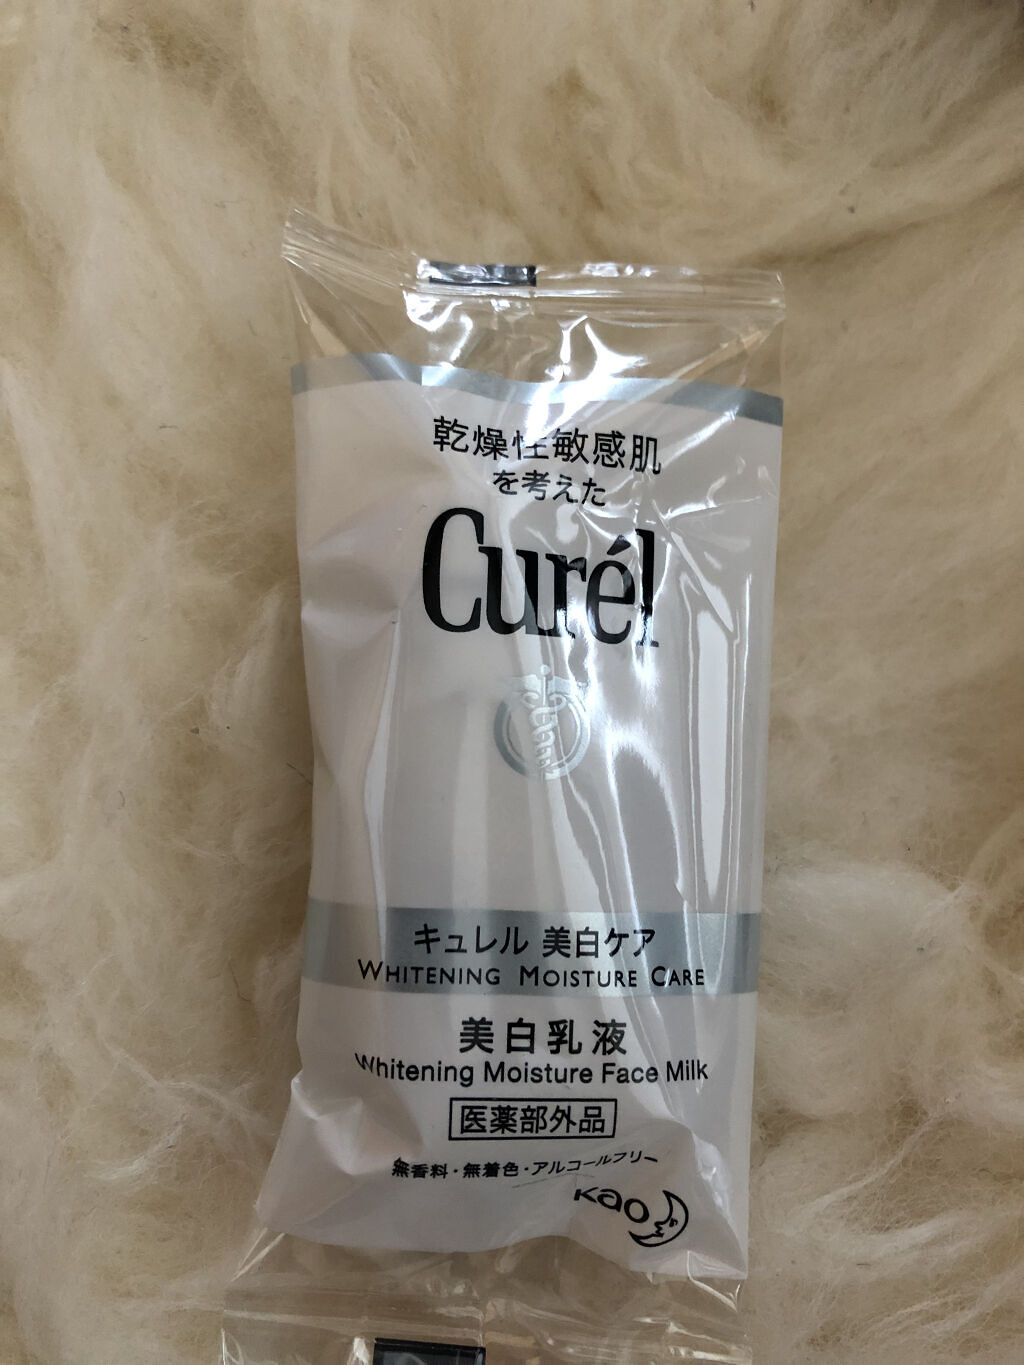 乾燥性敏感肌
を考えた
Curél
キュレル 美白ケア
WHITENING MOISTURE CARE
美白乳液
Whitening Moisture Face Milk
医薬部外品
無香料・無着色・アルコールフリー
Kao